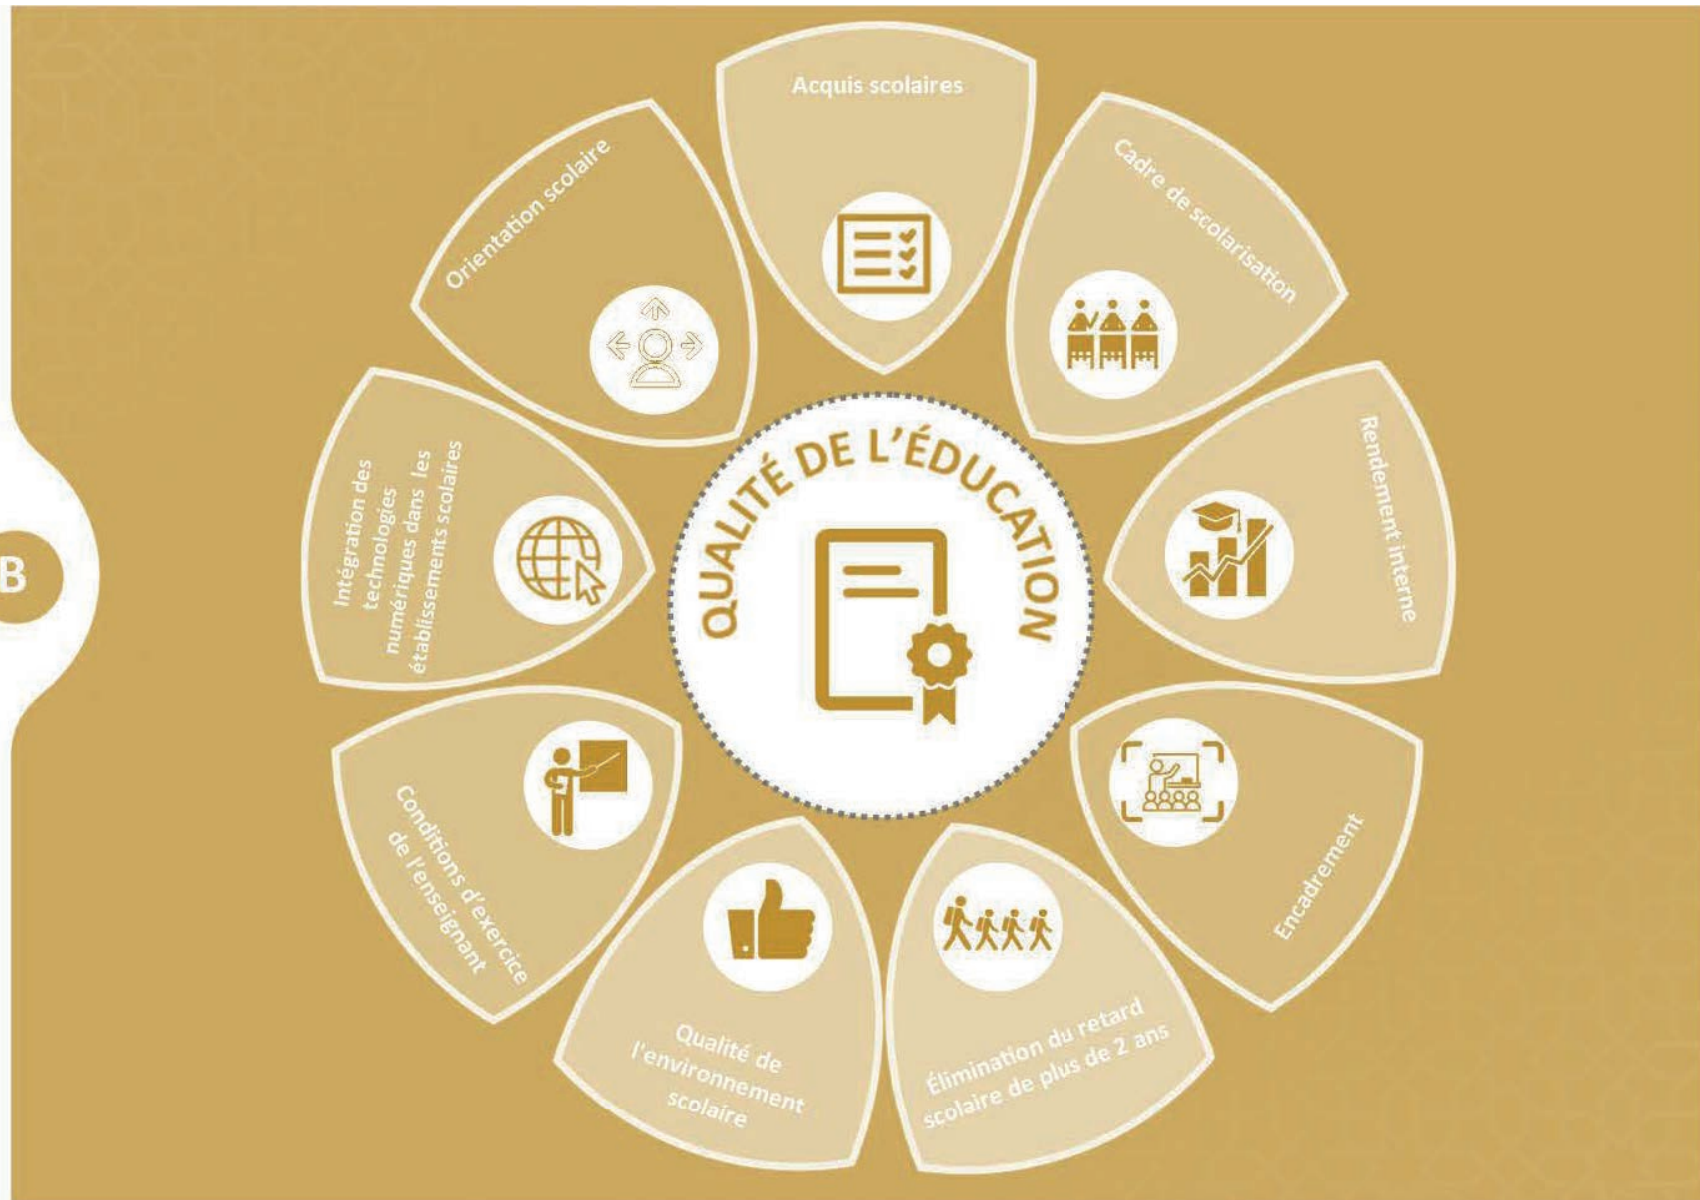 B
QUALITÉ DE L'ÉDUCATION
Acquis scolaires
Cadre de scolarisation
Rendement interne
Encadrement
Élimination du retard
scolaire de plus de 2 ans
Qualité de
l'environnement
scolaire
Conditions d'exercice
de l'enseignant
Intégration des
technologies
numériques dans les
établissements scolaires
Orientation scolaire